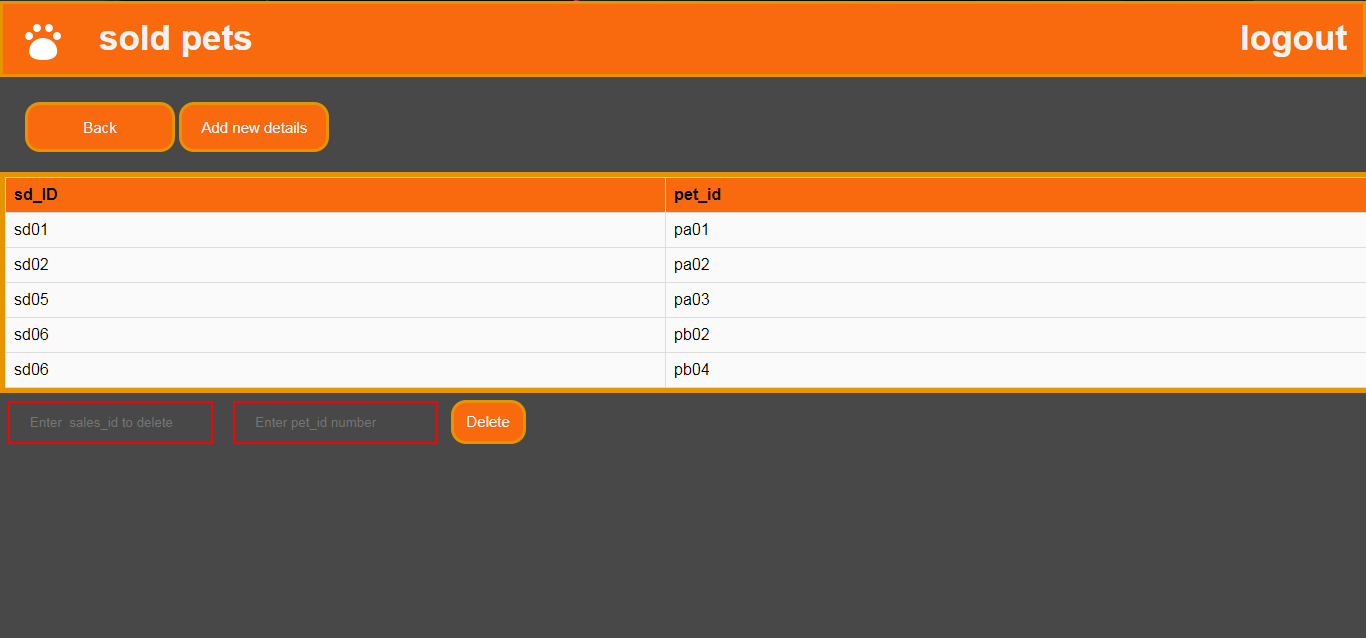 sold pets logout
Back Add new details
sd_ID pet_id
sd01 pa01
sd02 pa02
sd05 pa03
sd06 pb02
sd06 pb04
Enter  sales_id to delete Enter pet_id number Delete